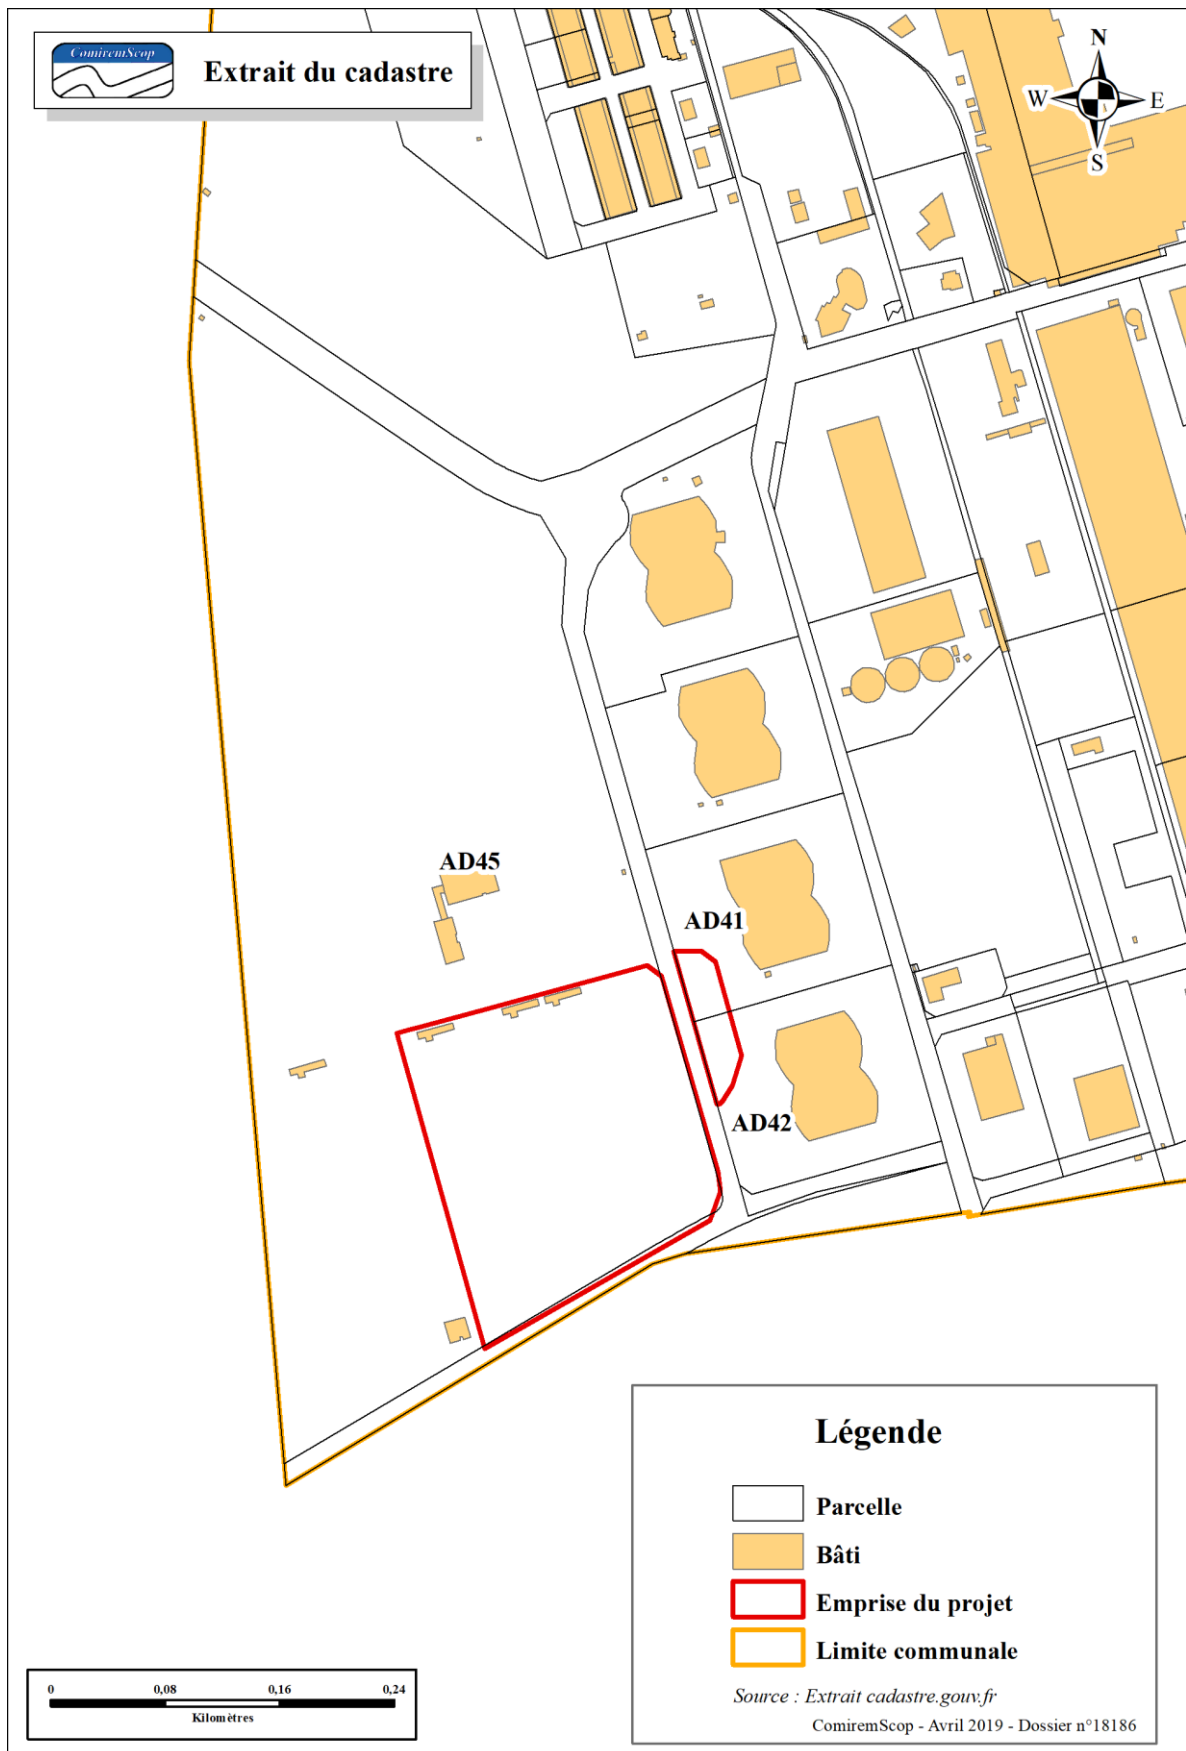 ComiremScop
Extrait du cadastre
N
W E
S
AD45
AD41
AD42
Légende
Parcelle
Bâti
Emprise du projet
Limite communale
Source : Extrait cadastre.gouv.fr
ComiremScop - Avril 2019 - Dossier n°18186
0 0,08 0,16 0,24
Kilomètres